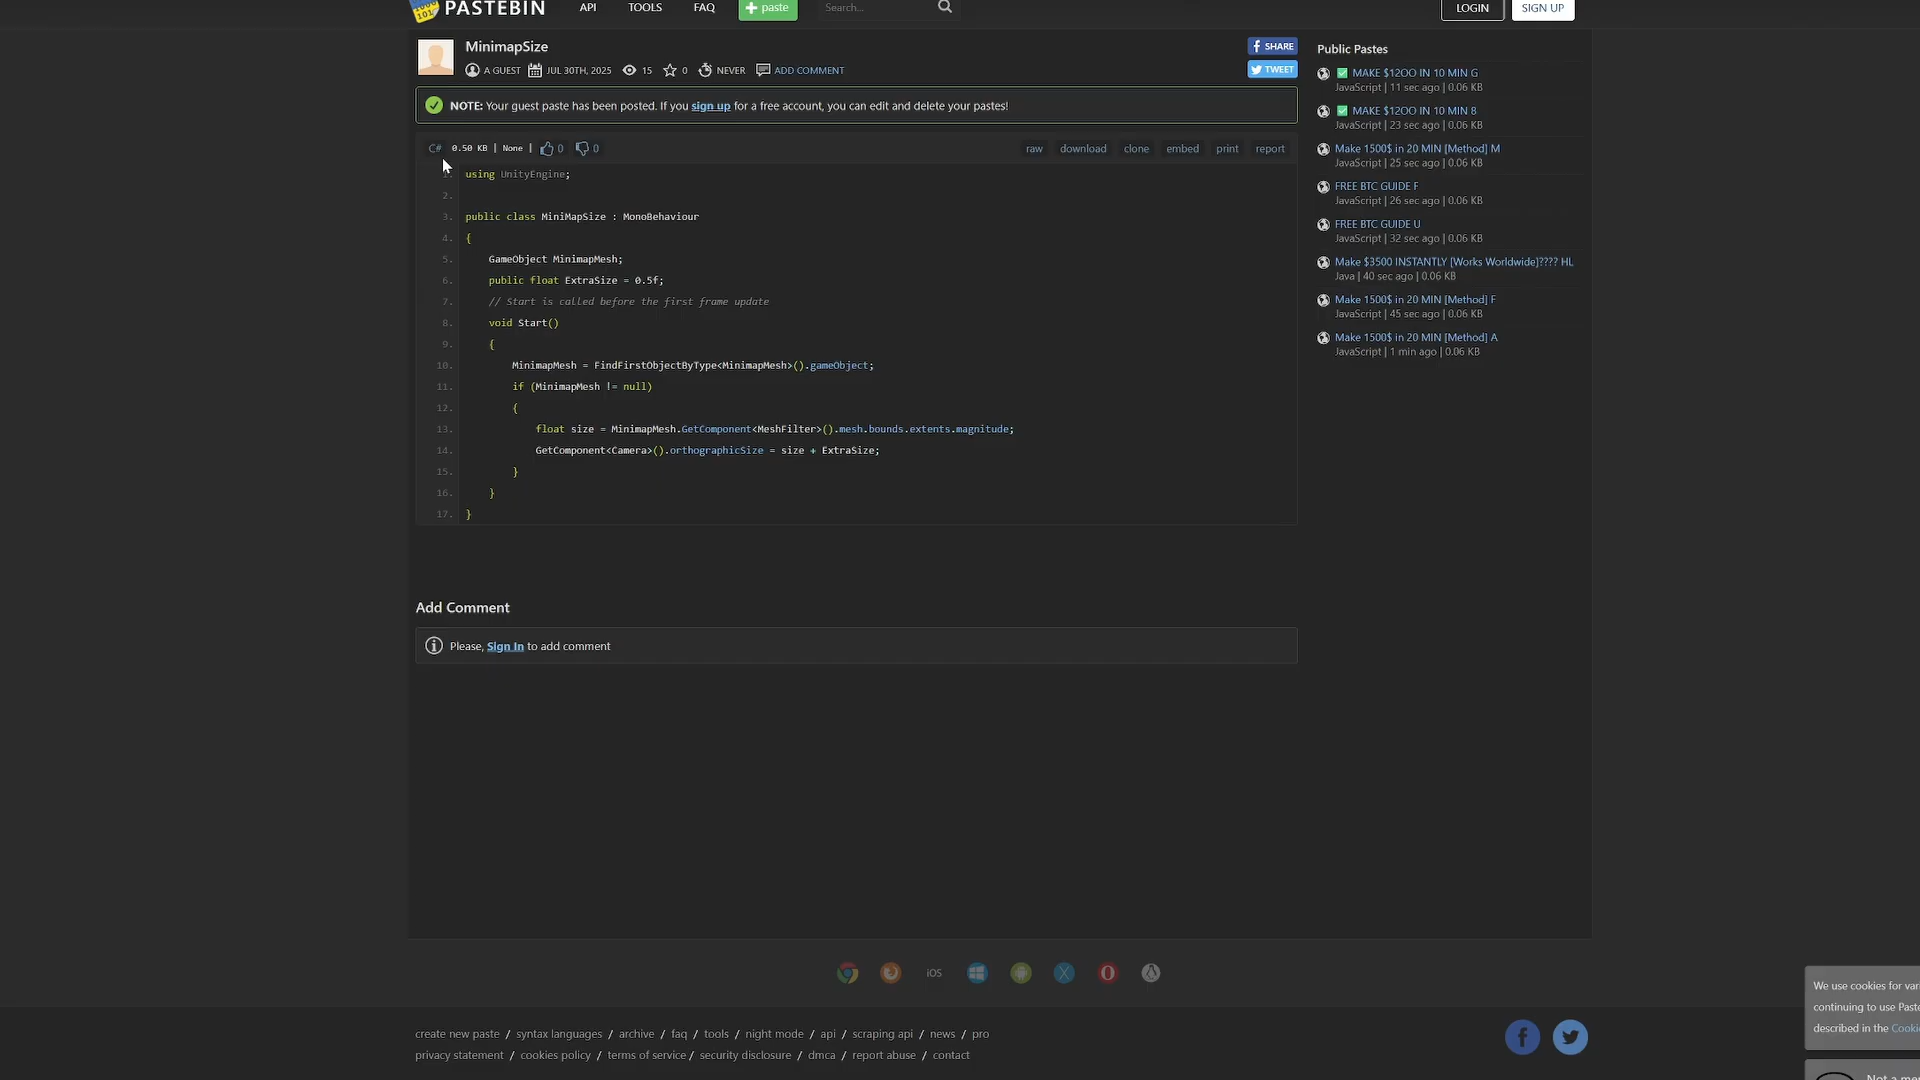 PASTEBIN API TOOLS FAQ + paste Search... LOGIN SIGN UP
MinimapSize
A GUEST JUL 30TH, 2025 15 0 NEVER ADD COMMENT
SHARE
TWEET
NOTE: Your guest paste has been posted. If you sign up for a free account, you can edit and delete your pastes!
C# 0.50 KB | None | 0 0 raw download clone embed print report
1. using UnityEngine;
2.
3. public class MiniMapSize : MonoBehaviour
4. {
5. GameObject MinimapMesh;
6. public float ExtraSize = 0.5f;
7. // Start is called before the first frame update
8. void Start()
9. {
10. MinimapMesh = FindFirstObjectByType<MinimapMesh>().gameObject;
11. if (MinimapMesh != null)
12. {
13. float size = MinimapMesh.GetComponent<MeshFilter>().mesh.bounds.extents.magnitude;
14. GetComponent<Camera>().orthographicSize = size + ExtraSize;
15. }
16. }
17. }
Add Comment
Please, Sign In to add comment
Public Pastes
✅ MAKE $12OO IN 10 MIN G
JavaScript | 11 sec ago | 0.06 KB
✅ MAKE $12OO IN 10 MIN 8
JavaScript | 23 sec ago | 0.06 KB
Make 1500$ in 20 MIN [Method] M
JavaScript | 25 sec ago | 0.06 KB
FREE BTC GUIDE F
JavaScript | 26 sec ago | 0.06 KB
FREE BTC GUIDE U
JavaScript | 32 sec ago | 0.06 KB
Make $3500 INSTANTLY [Works Worldwide]???? HL
Java | 40 sec ago | 0.06 KB
Make 1500$ in 20 MIN [Method] F
JavaScript | 45 sec ago | 0.06 KB
Make 1500$ in 20 MIN [Method] A
JavaScript | 1 min ago | 0.06 KB
iOS
create new paste / syntax languages / archive / faq / tools / night mode / api / scraping api / news / pro
privacy statement / cookies policy / terms of service / security disclosure / dmca / report abuse / contact
We use cookies for
continuing to use
described in the